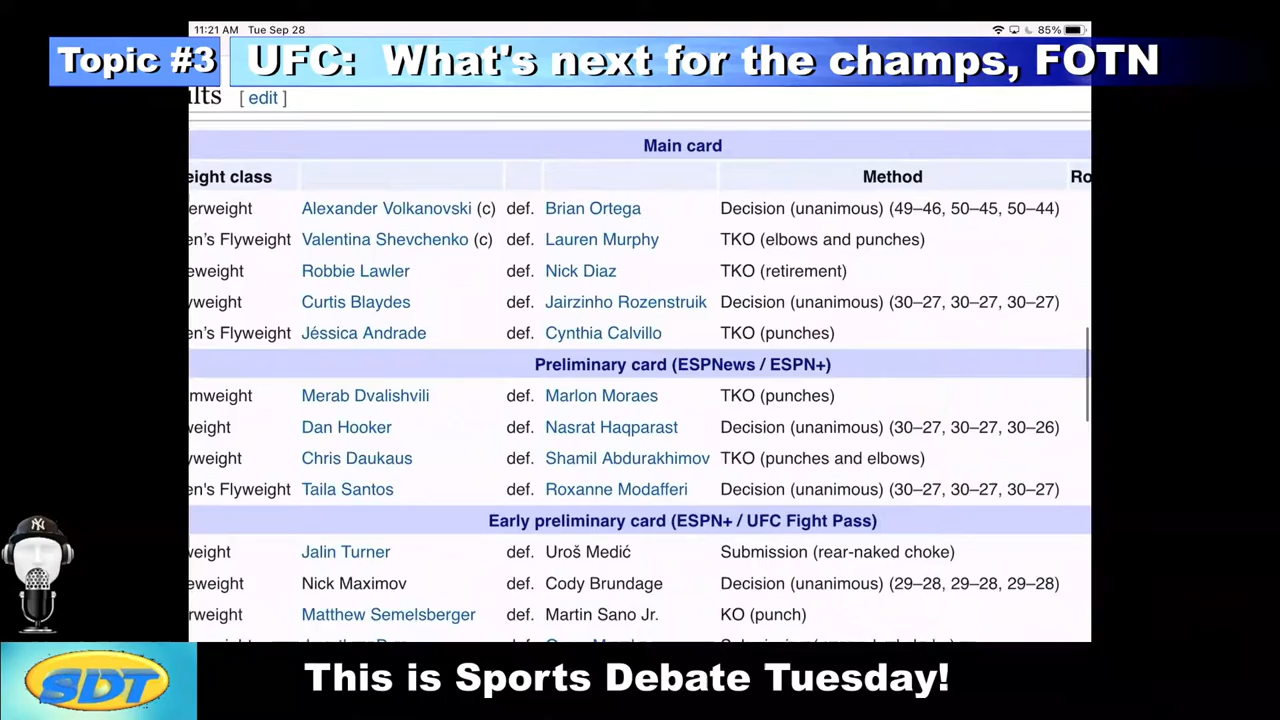 11:21 AM Tue Sep 28 85%
Topic #3 UFC: What's next for the champs, FOTN
ults [ edit ]
Main card
eight class Method Ro
erweight Alexander Volkanovski (c) def. Brian Ortega Decision (unanimous) (49–46, 50–45, 50–44)
en's Flyweight Valentina Shevchenko (c) def. Lauren Murphy TKO (elbows and punches)
eweight Robbie Lawler def. Nick Diaz TKO (retirement)
yweight Curtis Blaydes def. Jairzinho Rozenstruik Decision (unanimous) (30–27, 30–27, 30–27)
en's Flyweight Jéssica Andrade def. Cynthia Calvillo TKO (punches)
Preliminary card (ESPNews / ESPN+)
mweight Merab Dvalishvili def. Marlon Moraes TKO (punches)
weight Dan Hooker def. Nasrat Haqparast Decision (unanimous) (30–27, 30–27, 30–26)
yweight Chris Daukaus def. Shamil Abdurakhimov TKO (punches and elbows)
en's Flyweight Taila Santos def. Roxanne Modafferi Decision (unanimous) (30–27, 30–27, 30–27)
Early preliminary card (ESPN+ / UFC Fight Pass)
weight Jalin Turner def. Uroš Medić Submission (rear-naked choke)
eweight Nick Maximov def. Cody Brundage Decision (unanimous) (29–28, 29–28, 29–28)
erweight Matthew Semelsberger def. Martin Sano Jr. KO (punch)
SDT This is Sports Debate Tuesday!